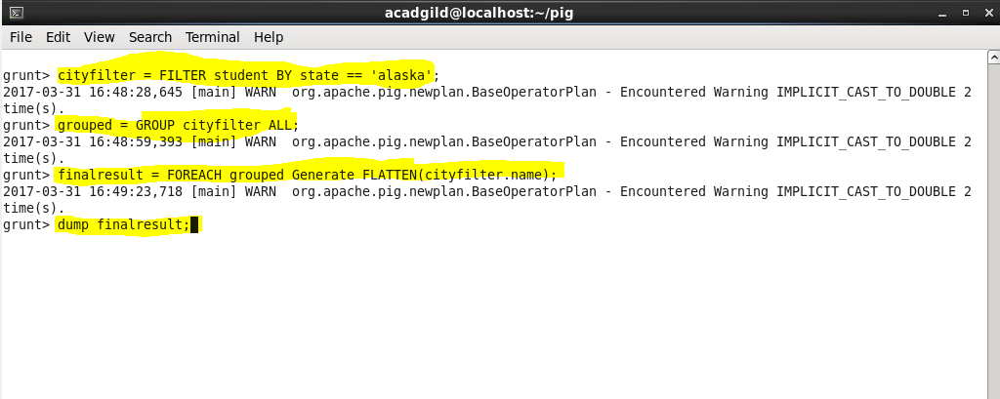 acadgild@localhost:~/pig
File Edit View Search Terminal Help
grunt> cityfilter = FILTER student BY state == 'alaska';
2017-03-31 16:48:28,645 [main] WARN  org.apache.pig.newplan.BaseOperatorPlan - Encountered Warning IMPLICIT_CAST_TO_DOUBLE 2
time(s).
grunt> grouped = GROUP cityfilter ALL;
2017-03-31 16:48:59,393 [main] WARN  org.apache.pig.newplan.BaseOperatorPlan - Encountered Warning IMPLICIT_CAST_TO_DOUBLE 2
time(s).
grunt> finalresult = FOREACH grouped Generate FLATTEN(cityfilter.name);
2017-03-31 16:49:23,718 [main] WARN  org.apache.pig.newplan.BaseOperatorPlan - Encountered Warning IMPLICIT_CAST_TO_DOUBLE 2
time(s).
grunt> dump finalresult;